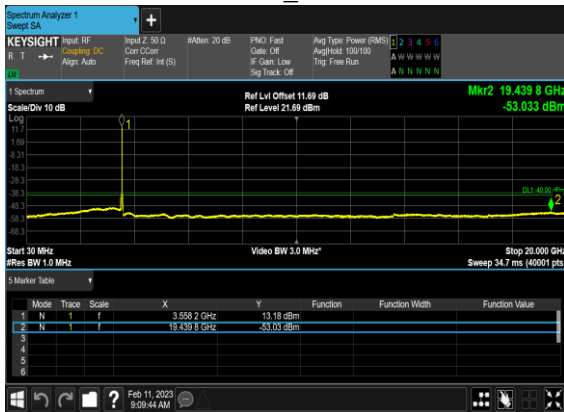 Spectrum Analyzer 1
Swept SA
+
KEYSIGHT Input: RF Input Z: 50 Ω #Atten: 20 dB PNO: Fast Avg Type: Power (RMS) 1 2 3 4 5 6
R T Coupling: DC Corr CCorr Gate: Off Avg|Hold: 100/100 A W W W W W
Align: Auto Freq Ref: Int (S) IF Gain: Low Trig: Free Run
Sig Track: Off A N N N N N
1 Spectrum
Ref Lvl Offset 11.69 dB Mkr2 19.439 8 GHz
Scale/Div 10 dB Ref Level 21.69 dBm -53.033 dBm
Log
11.7
1.69
-8.31
-18.3
-28.3
-38.3
-48.3
-58.3
-68.3
1
DL1 -40.00 dBm
2
Start 30 MHz Video BW 3.0 MHz* Stop 20.000 GHz
#Res BW 1.0 MHz Sweep 34.7 ms (40001 pts)
5 Marker Table
Mode Trace Scale X Y Function Function Width Function Value
1 N 1 f 3.558 2 GHz 13.18 dBm
2 N 1 f 19.439 8 GHz -53.03 dBm
3
4
5
6
? Feb 11, 2023
9:09:44 AM